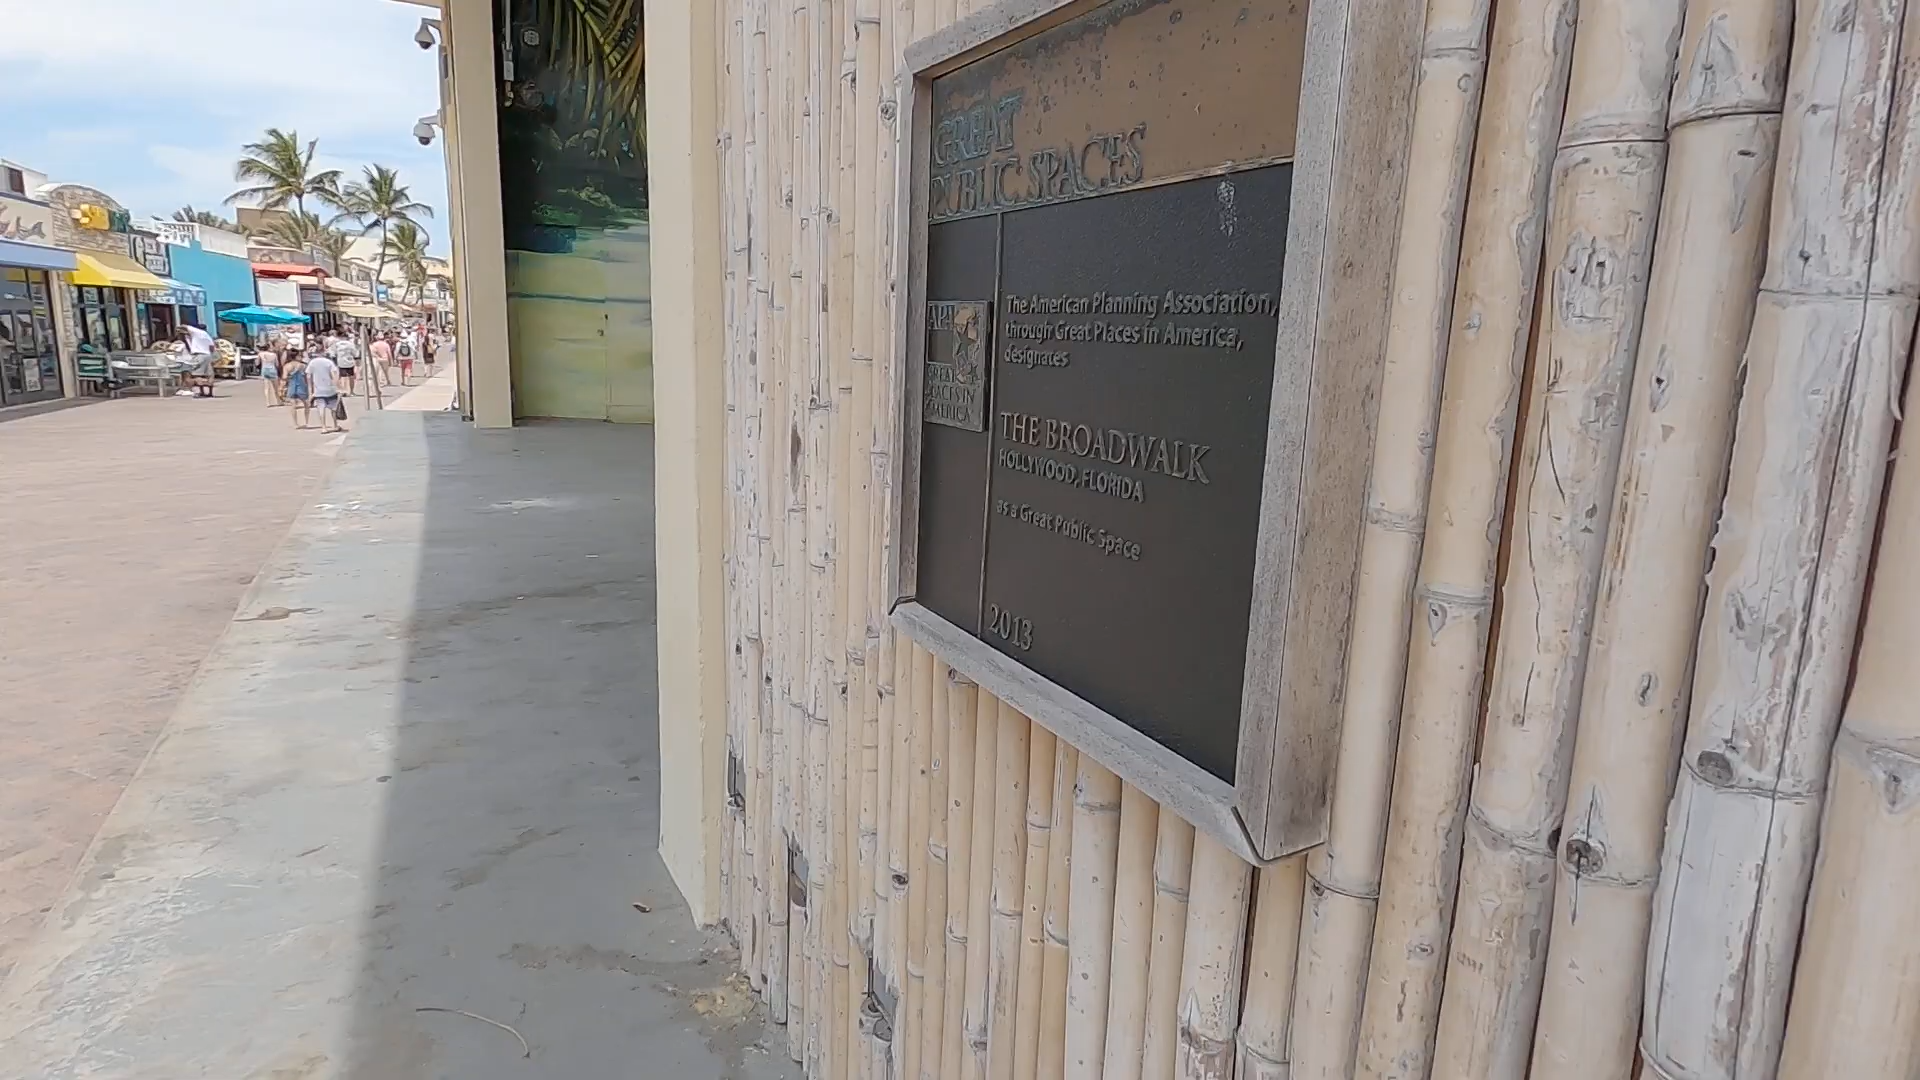 GREAT
PUBLIC SPACES
The American Planning Association,
through Great Places in America,
designates
APA
GREAT
PLACES IN
AMERICA
THE BROADWALK
HOLLYWOOD, FLORIDA
as a Great Public Space
2013